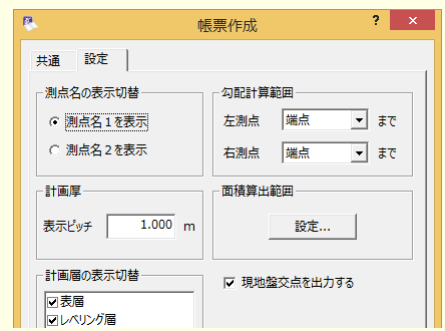 帳票作成
共通
設定
測点名の表示切替
測点名１を表示
測点名２を表示
勾配計算範囲
左測点 端点 まで
右測点 端点 まで
計画厚
表示ピッチ 1.000 m
面積算出範囲
設定...
計画層の表示切替
表層
レベリング層
現地盤交点を出力する